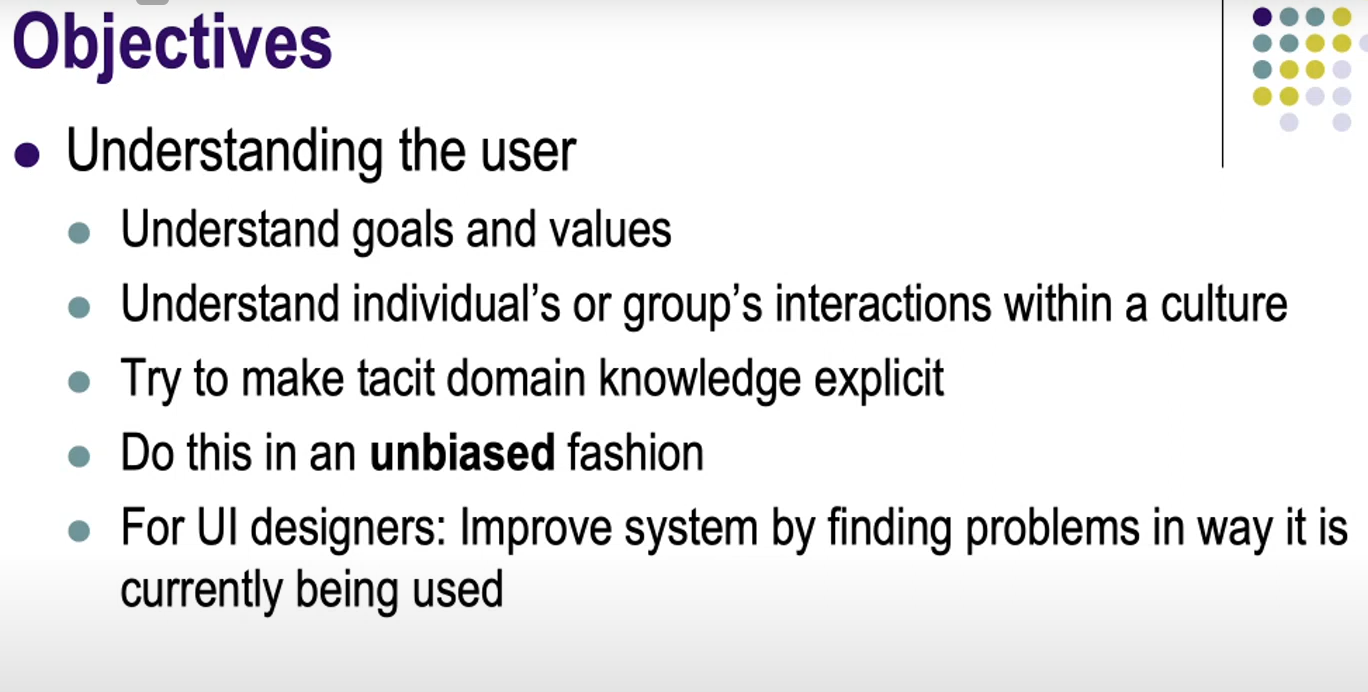 Objectives
Understanding the user
Understand goals and values
Understand individual’s or group’s interactions within a culture
Try to make tacit domain knowledge explicit
Do this in an unbiased fashion
For UI designers: Improve system by finding problems in way it is
currently being used